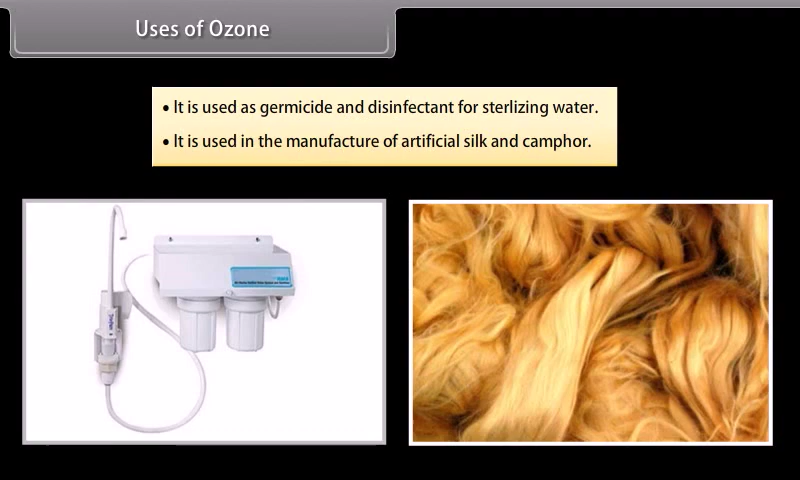 Uses of Ozone
• It is used as germicide and disinfectant for sterlizing water.
• It is used in the manufacture of artificial silk and camphor.